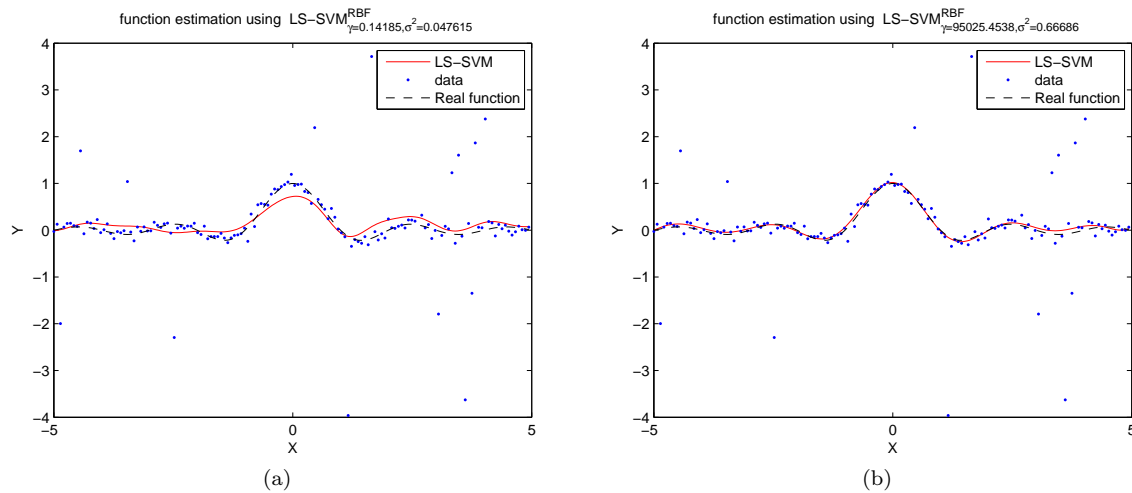 function estimation using LS−SVM RBF γ=0.14185,σ²=0.047615
4
3
2
1
0
−1
−2
−3
−4
Y
−5
0
5
X
LS−SVM
data
Real function
(a)
function estimation using LS−SVM RBF γ=95025.4538,σ²=0.66686
4
3
2
1
0
−1
−2
−3
−4
Y
−5
0
5
X
LS−SVM
data
Real function
(b)